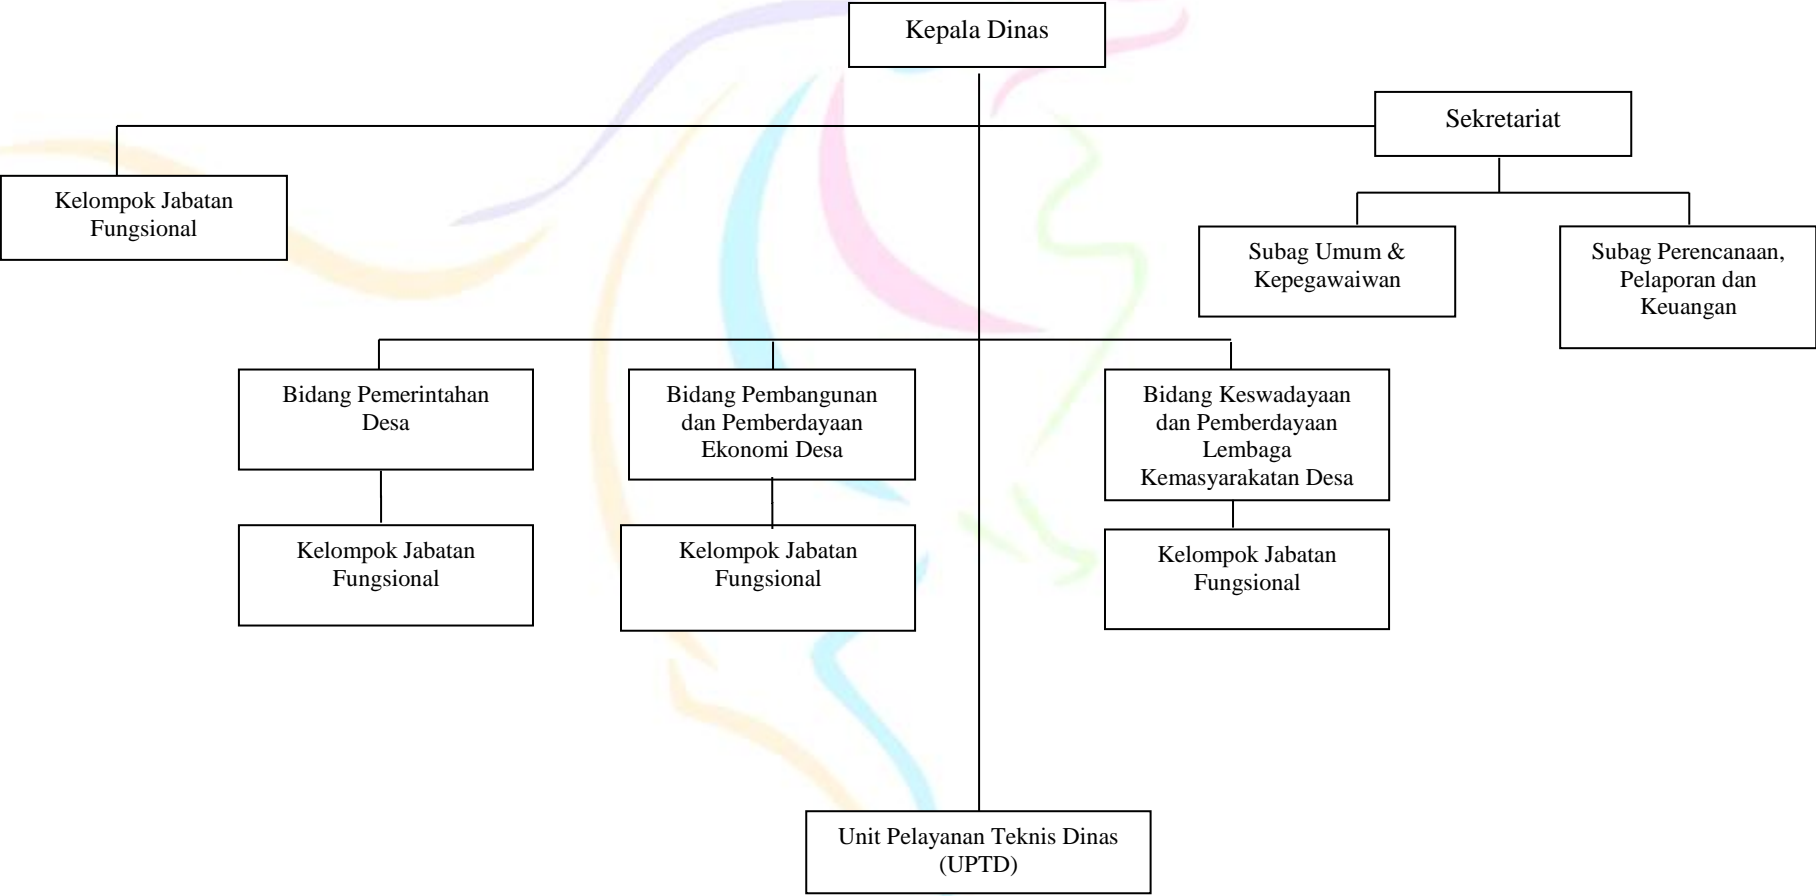 Kepala Dinas
Sekretariat
Kelompok Jabatan
Fungsional
Subag Umum &
Kepegawaiwan
Subag Perencanaan,
Pelaporan dan
Keuangan
Bidang Pemerintahan
Desa
Bidang Pembangunan
dan Pemberdayaan
Ekonomi Desa
Bidang Keswadayaan
dan Pemberdayaan
Lembaga
Kemasyarakatan Desa
Kelompok Jabatan
Fungsional
Kelompok Jabatan
Fungsional
Kelompok Jabatan
Fungsional
Unit Pelayanan Teknis Dinas
(UPTD)